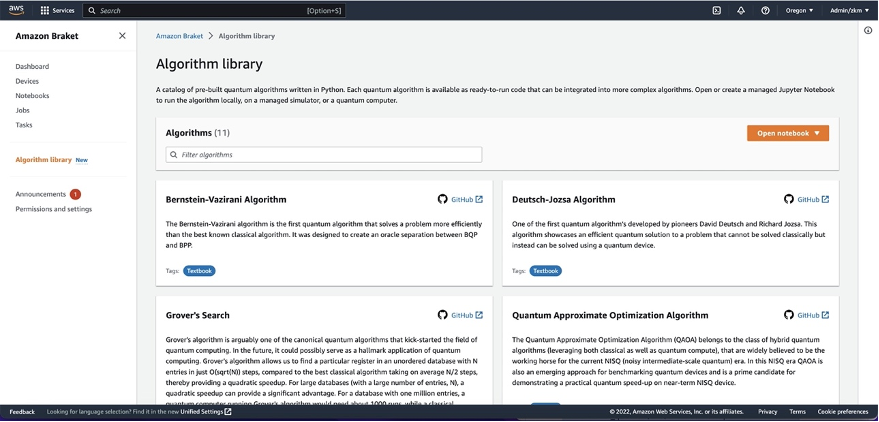 aws
Services
Search
[Option+S]
Oregon
Admin/zkm
Amazon Braket
Dashboard
Devices
Notebooks
Jobs
Tasks
Algorithm library New
Announcements 1
Permissions and settings
Amazon Braket > Algorithm library
Algorithm library
A catalog of pre-built quantum algorithms written in Python. Each quantum algorithm is available as ready-to-run code that can be integrated into more complex algorithms. Open or create a managed Jupyter Notebook
to run the algorithm locally, on a managed simulator, or a quantum computer.
Algorithms (11)
Open notebook
Filter algorithms
Bernstein-Vazirani Algorithm
GitHub
The Bernstein-Vazirani algorithm is the first quantum algorithm that solves a problem more efficiently
than the best known classical algorithm. It was designed to create an oracle separation between BQP
and BPP.
Tags: Textbook
Deutsch-Jozsa Algorithm
GitHub
One of the first quantum algorithm's developed by pioneers David Deutsch and Richard Jozsa. This
algorithm showcases an efficient quantum solution to a problem that cannot be solved classically but
instead can be solved using a quantum device.
Tags: Textbook
Grover's Search
GitHub
Grover's algorithm is arguably one of the canonical quantum algorithms that kick-started the field of
quantum computing. In the future, it could possibly serve as a hallmark application of quantum
computing. Grover's algorithm allows us to find a particular register in an unordered database with N
entries in just O(sqrt(N)) steps, compared to the best classical algorithm taking on average N/2 steps,
thereby providing a quadratic speedup. For large databases (with a large number of entries, N), a
quadratic speedup can provide a significant advantage. For a database with one million entries, a
quantum computer running Grover's algorithm would need about 1000 runs, while a classical
Quantum Approximate Optimization Algorithm
GitHub
The Quantum Approximate Optimization Algorithm (QAOA) belongs to the class of hybrid quantum
algorithms (leveraging both classical as well as quantum compute), that are widely believed to be the
working horse for the current NISQ (noisy intermediate-scale quantum) era. In this NISQ era QAOA is
also an emerging approach for benchmarking quantum devices and is a prime candidate for
demonstrating a practical quantum speed-up on near-term NISQ device.
Feedback
Looking for language selection? Find it in the new Unified Settings
© 2022, Amazon Web Services, Inc. or its affiliates.
Privacy
Terms
Cookie preferences